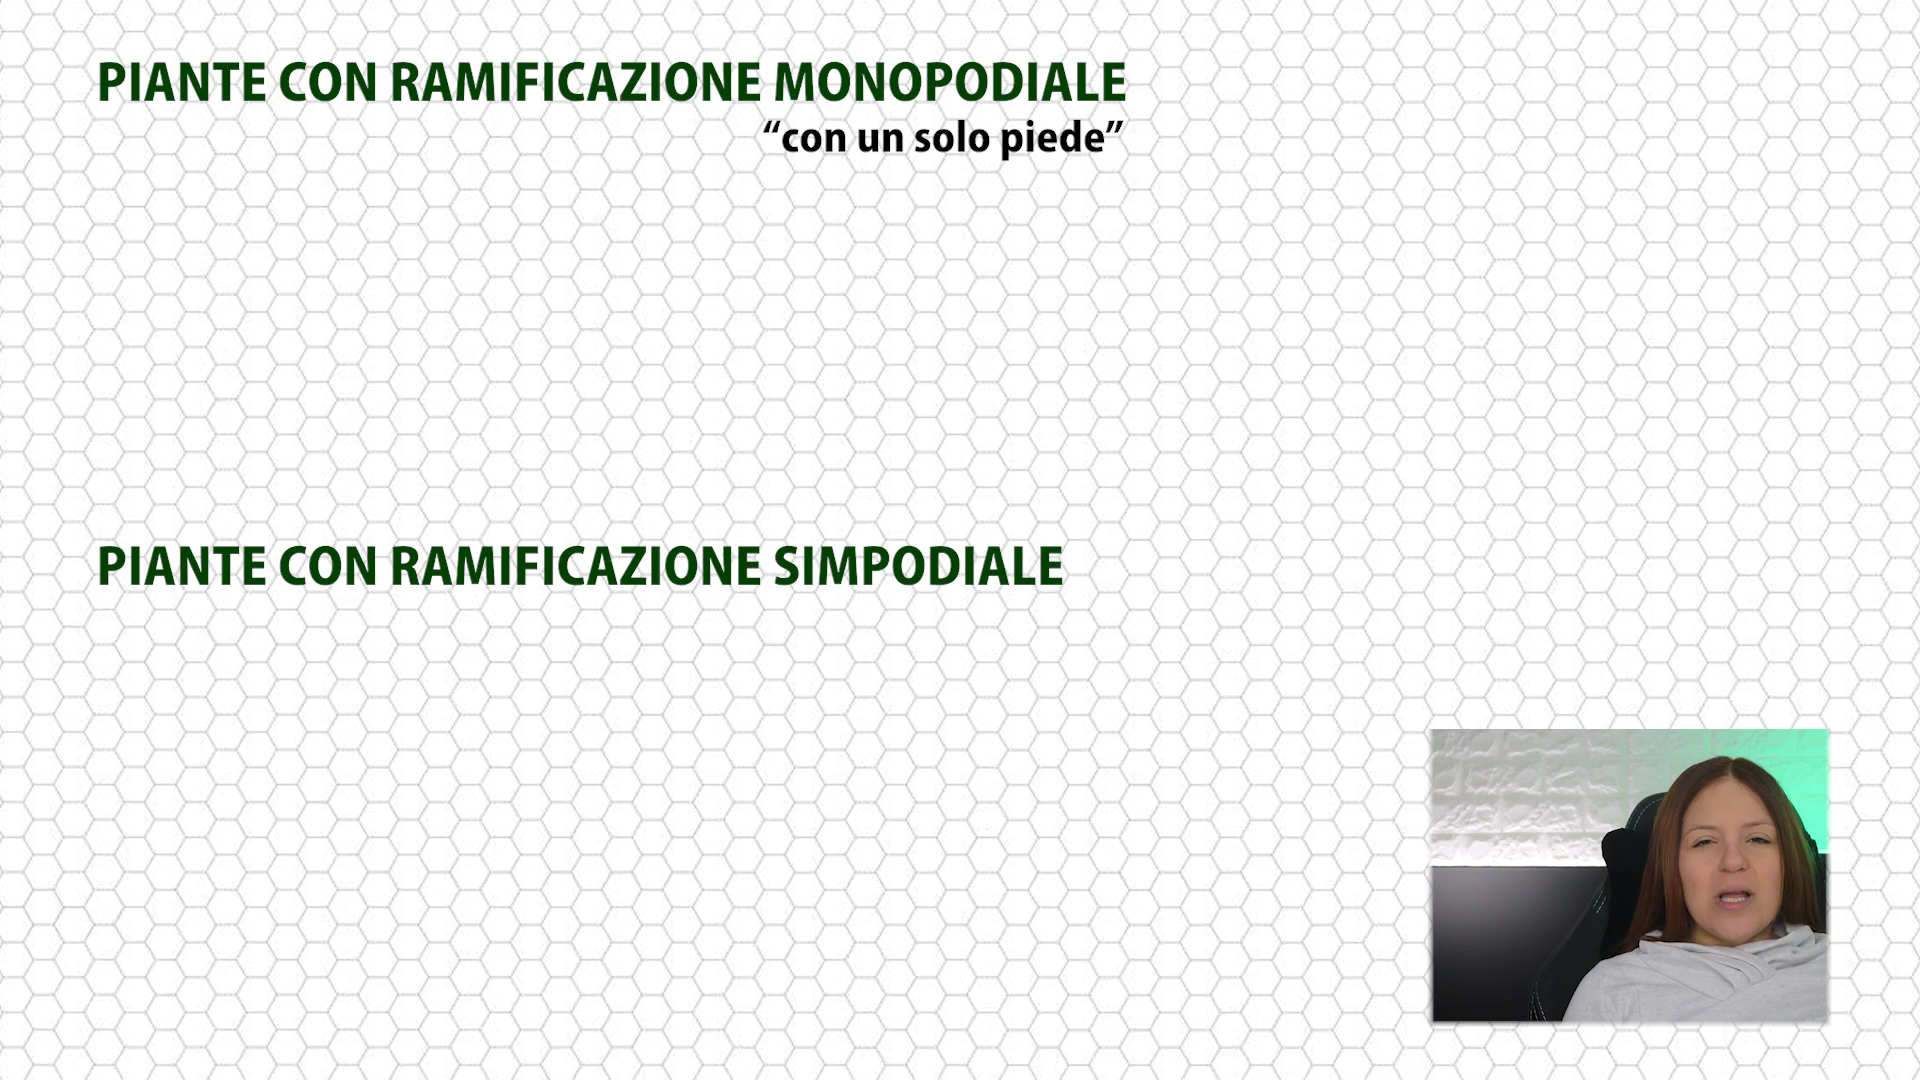 PIANTE CON RAMIFICAZIONE MONOPODIALE
“con un solo piede”
PIANTE CON RAMIFICAZIONE SIMPODIALE